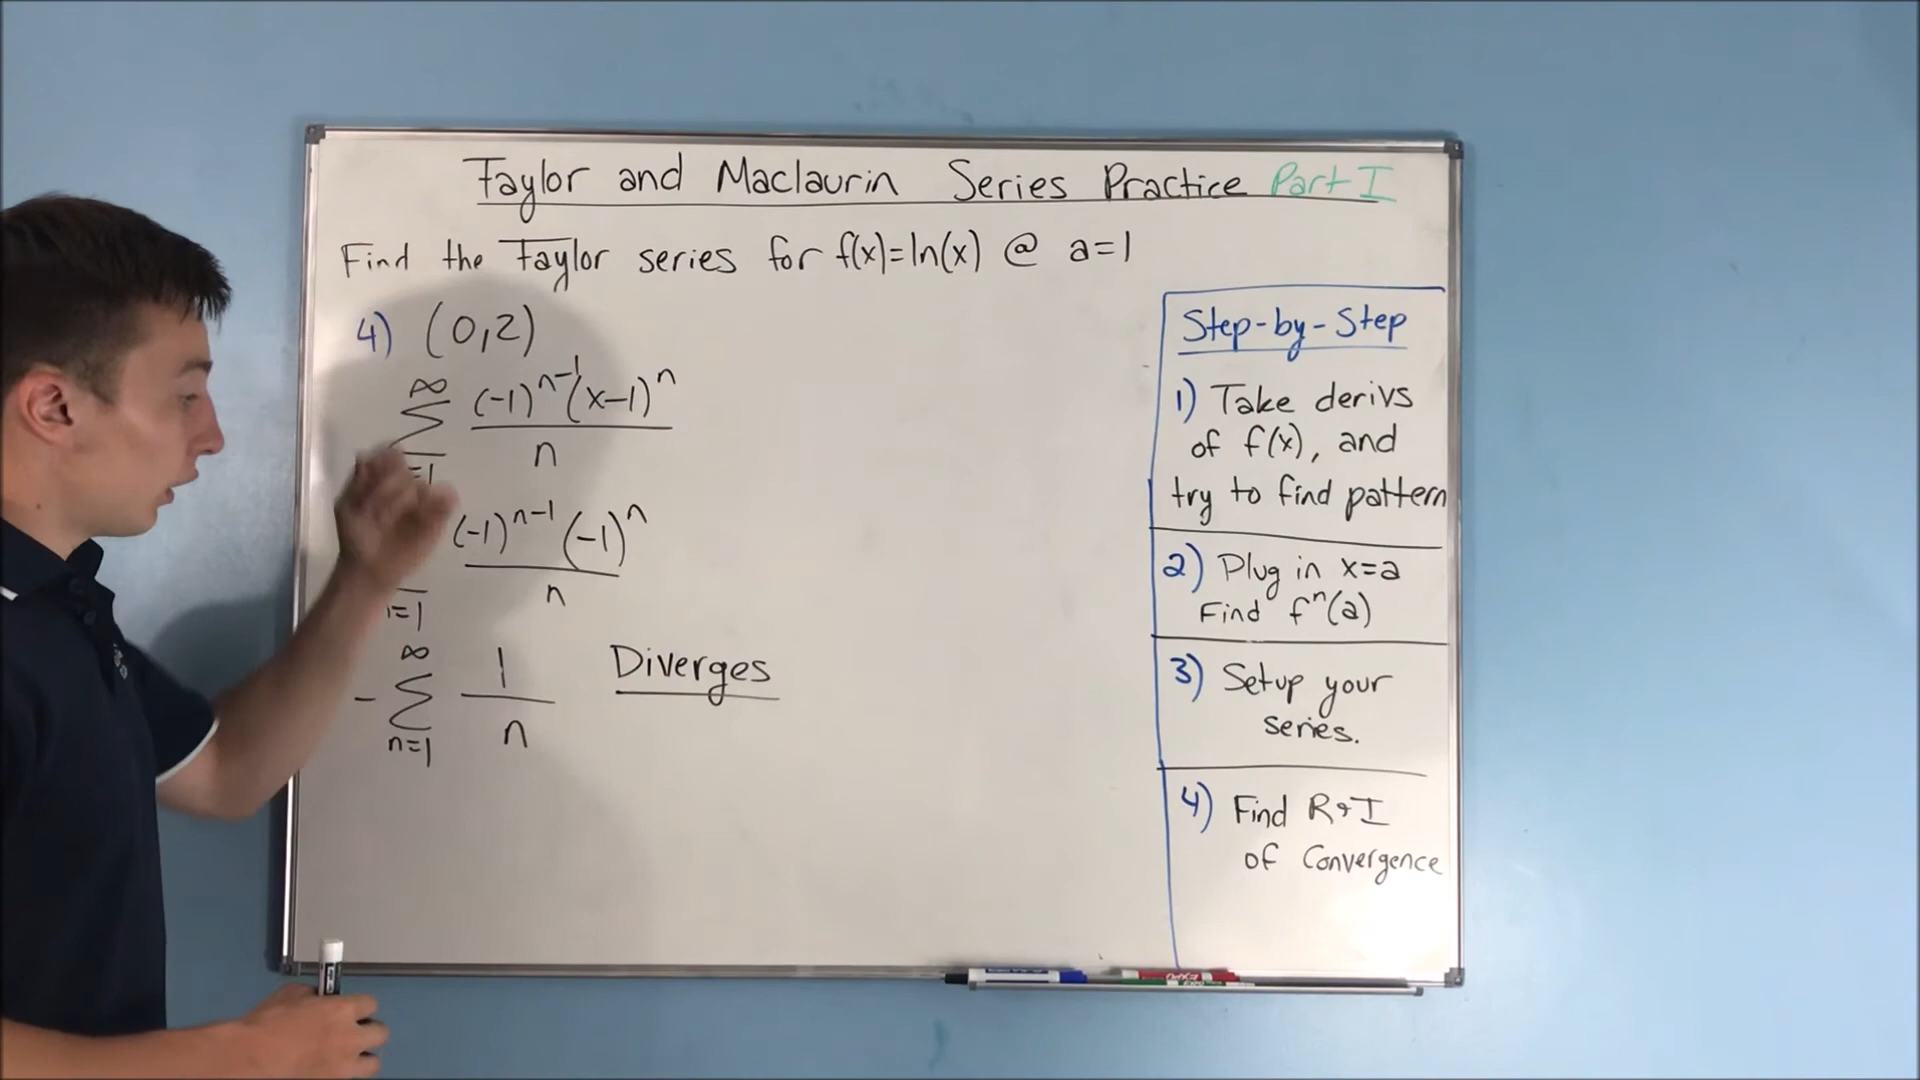 Taylor and Maclaurin Series Practice Part I
Find the Taylor series for f(x)=ln(x) @ a=1
4) (0,2)
∞
Σ (-1)^{n-1}(x-1)^n / n
=1
(-1)^{n-1}(-1)^n / n
n=1
∞
-Σ 1 / n Diverges
n=1
Step-by-Step
1) Take derivs
of f(x), and
try to find pattern
2) Plug in x=a
Find f^n(a)
3) Setup your
series.
4) Find R&I
of Convergence